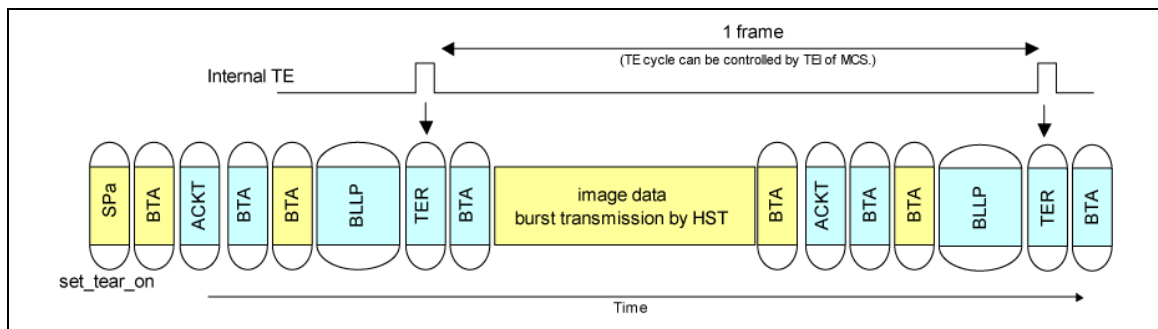 1 frame
(TE cycle can be controlled by TEI of MCS.)
Internal TE
SPa
BTA
ACKT
BTA
BTA
BLLP
TER
BTA
image data
burst transmission by HST
BTA
ACKT
BTA
BTA
BLLP
TER
BTA
set_tear_on
Time